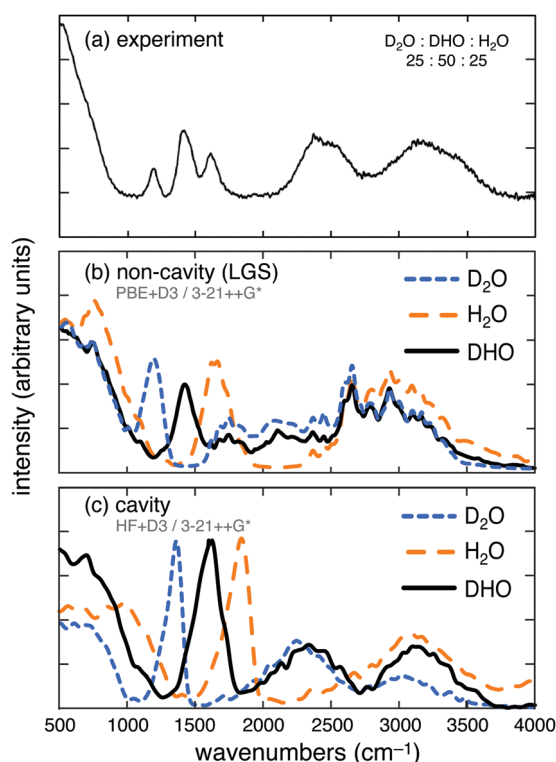 (a) experiment
D₂O : DHO : H₂O
25 : 50 : 25
intensity (arbitrary units)
(b) non-cavity (LGS)
PBE+D3 / 3-21++G*
D₂O
H₂O
DHO
(c) cavity
HF+D3 / 3-21++G*
D₂O
H₂O
DHO
500 1000 1500 2000 2500 3000 3500 4000
wavenumbers (cm⁻¹)